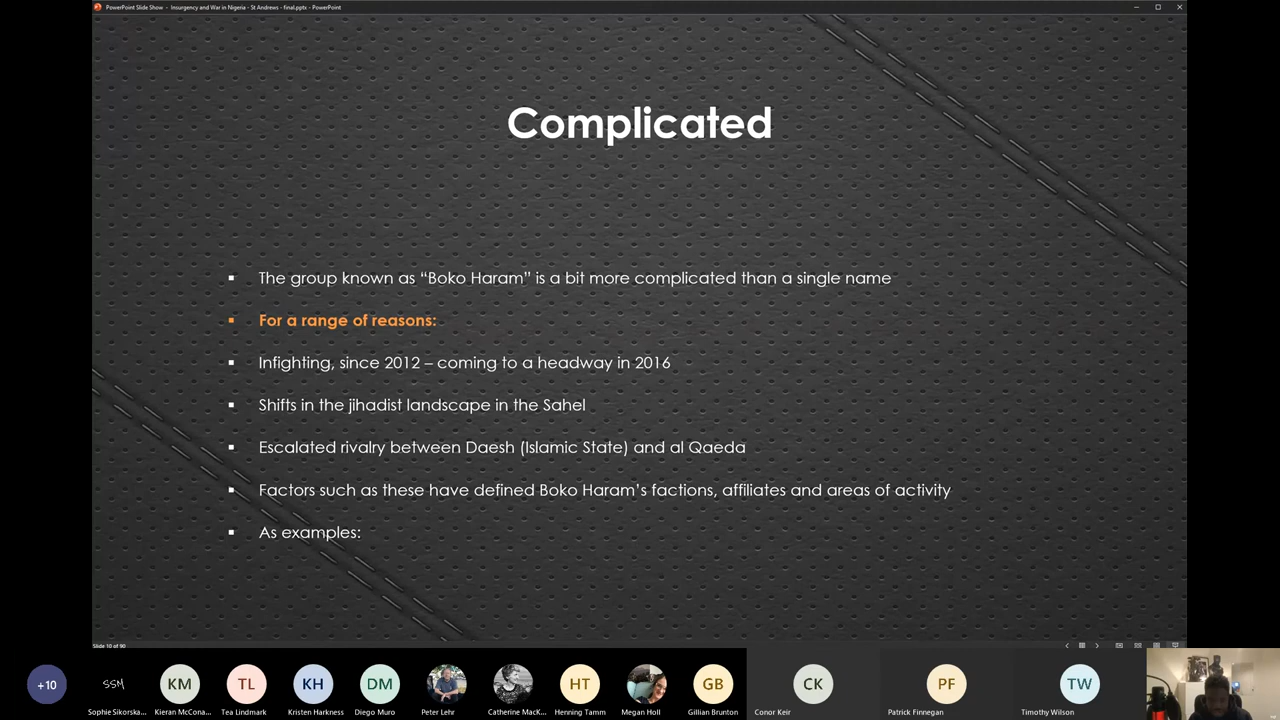 PowerPoint Slide Show - Insurgency and War in Nigeria - St Andrews - final.ppts - PowerPoint
Complicated
The group known as “Boko Haram” is a bit more complicated than a single name
For a range of reasons:
Infighting, since 2012 – coming to a headway in 2016
Shifts in the jihadist landscape in the Sahel
Escalated rivalry between Daesh (Islamic State) and al Qaeda
Factors such as these have defined Boko Haram’s factions, affiliates and areas of activity
As examples:
Slide 10 of 90
+10 SSM KM TL KH DM HT GB CK PF TW
Sophie Sikorska... Kieran McCona... Tea Lindmark Kristen Harkness Diego Muro Peter Lehr Catherine MacK... Henning Tamm Megan Holl Gillian Brunton Conor Keir Patrick Finnegan Timothy Wilson